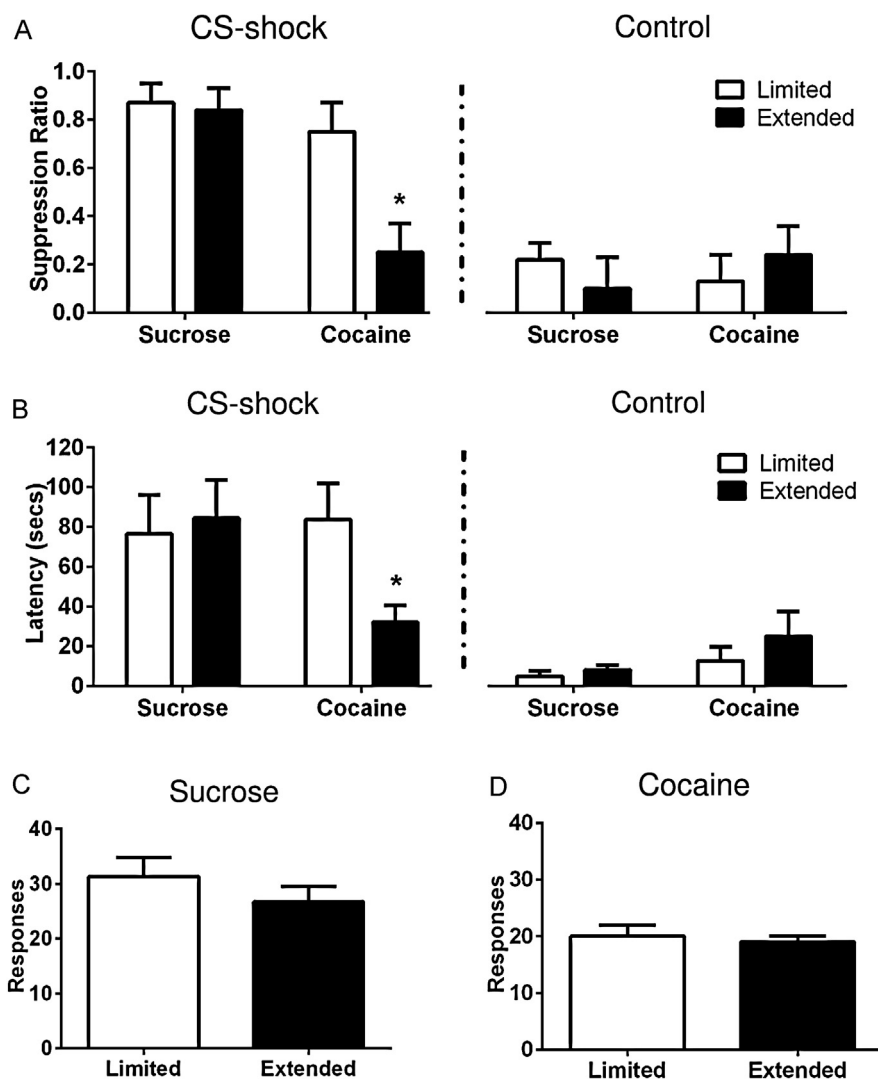 A
CS-shock
Control
Suppression Ratio
1.0
0.8
0.6
0.4
0.2
0.0
*
Limited
Extended
Sucrose
Cocaine
Sucrose
Cocaine
B
CS-shock
Control
Latency (secs)
120
100
80
60
40
20
0
*
Limited
Extended
Sucrose
Cocaine
Sucrose
Cocaine
C
Sucrose
Responses
40
30
20
10
0
Limited
Extended
D
Cocaine
Responses
40
30
20
10
0
Limited
Extended